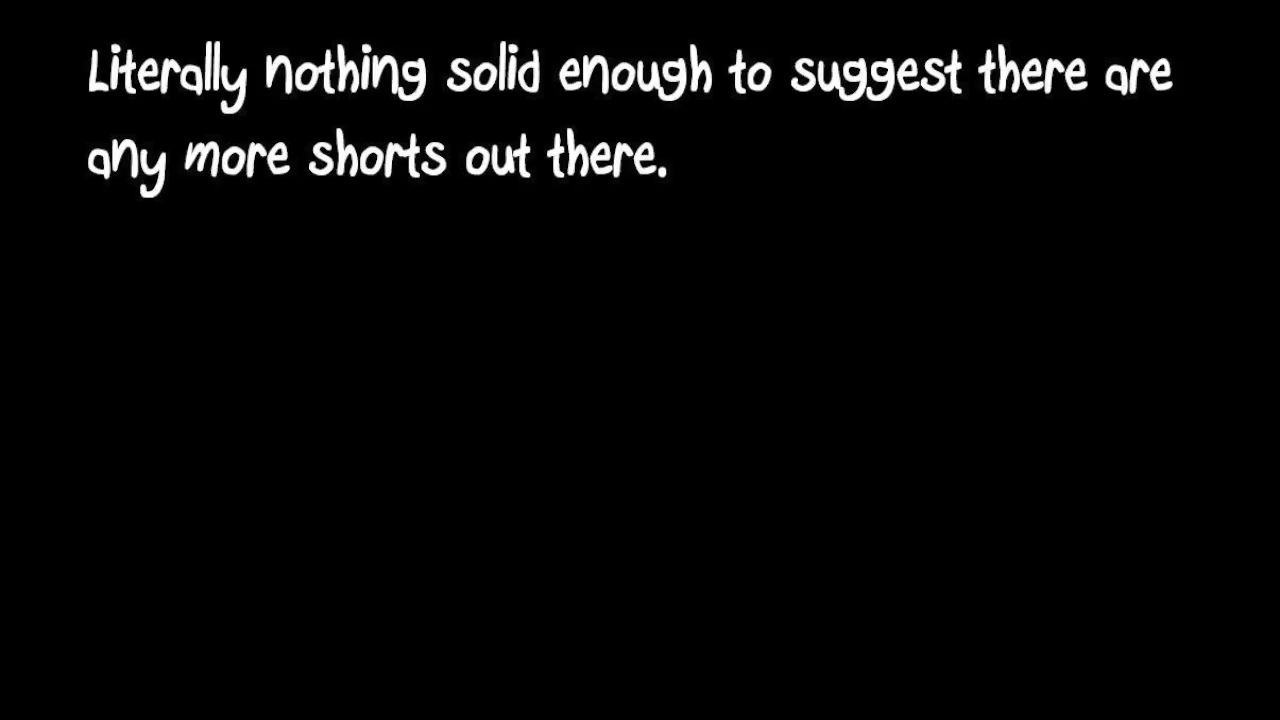 Literally nothing solid enough to suggest there are
any more shorts out there.